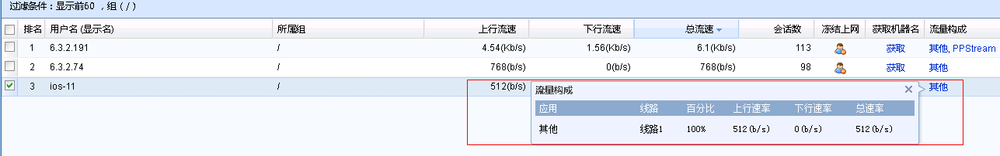 过滤条件：显示前60 ，组 ( / )
排名 用户名 (显示名) 所属组 上行流速 下行流速 总流速 会话数 冻结上网 获取机器名 流量构成
1 6.3.2.191 / 4.54(Kb/s) 1.56(Kb/s) 6.1(Kb/s) 113 获取 其他, PPStream
2 6.3.2.74 / 768(b/s) 0(b/s) 768(b/s) 98 获取 其他
3 ios-11 / 512(b/s) 其他
流量构成
应用 线路 百分比 上行速率 下行速率 总速率
其他 线路1 100% 512(b/s) 0(b/s) 512(b/s)